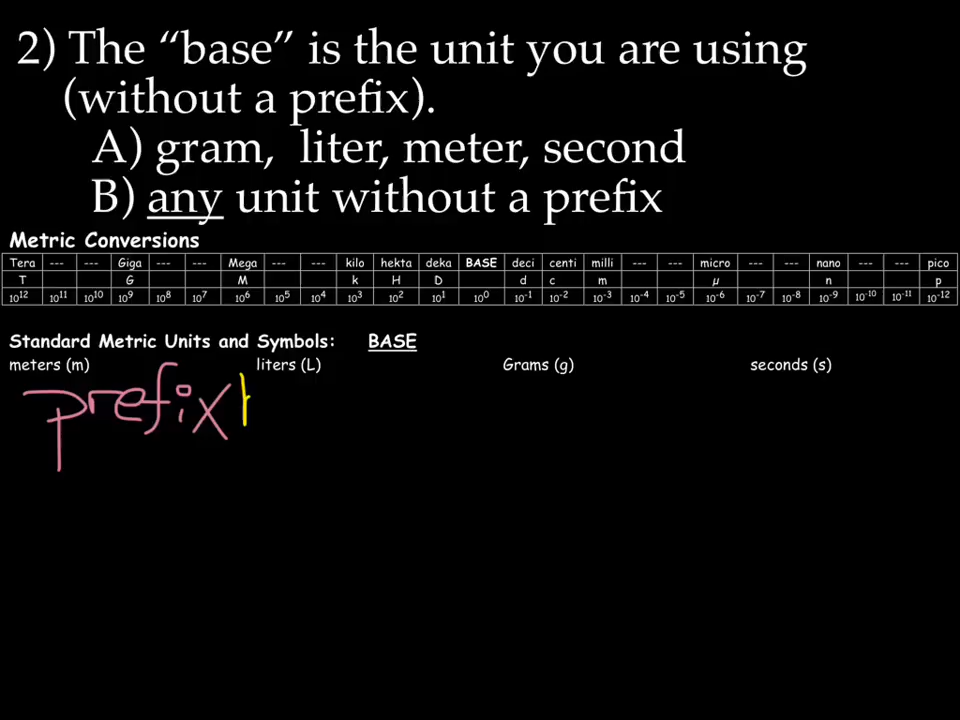 2) The “base” is the unit you are using
(without a prefix).
A) gram, liter, meter, second
B) any unit without a prefix
Metric Conversions
Tera --- --- Giga --- --- Mega --- --- kilo hekta deka BASE deci centi milli --- --- micro --- --- nano --- --- pico
T G M k H D d c m µ n p
10¹² 10¹¹ 10¹⁰ 10⁹ 10⁸ 10⁷ 10⁶ 10⁵ 10⁴ 10³ 10² 10¹ 10⁰ 10⁻¹ 10⁻² 10⁻³ 10⁻⁴ 10⁻⁵ 10⁻⁶ 10⁻⁷ 10⁻⁸ 10⁻⁹ 10⁻¹⁰ 10⁻¹¹ 10⁻¹²
Standard Metric Units and Symbols: BASE
meters (m) liters (L) Grams (g) seconds (s)
prefix